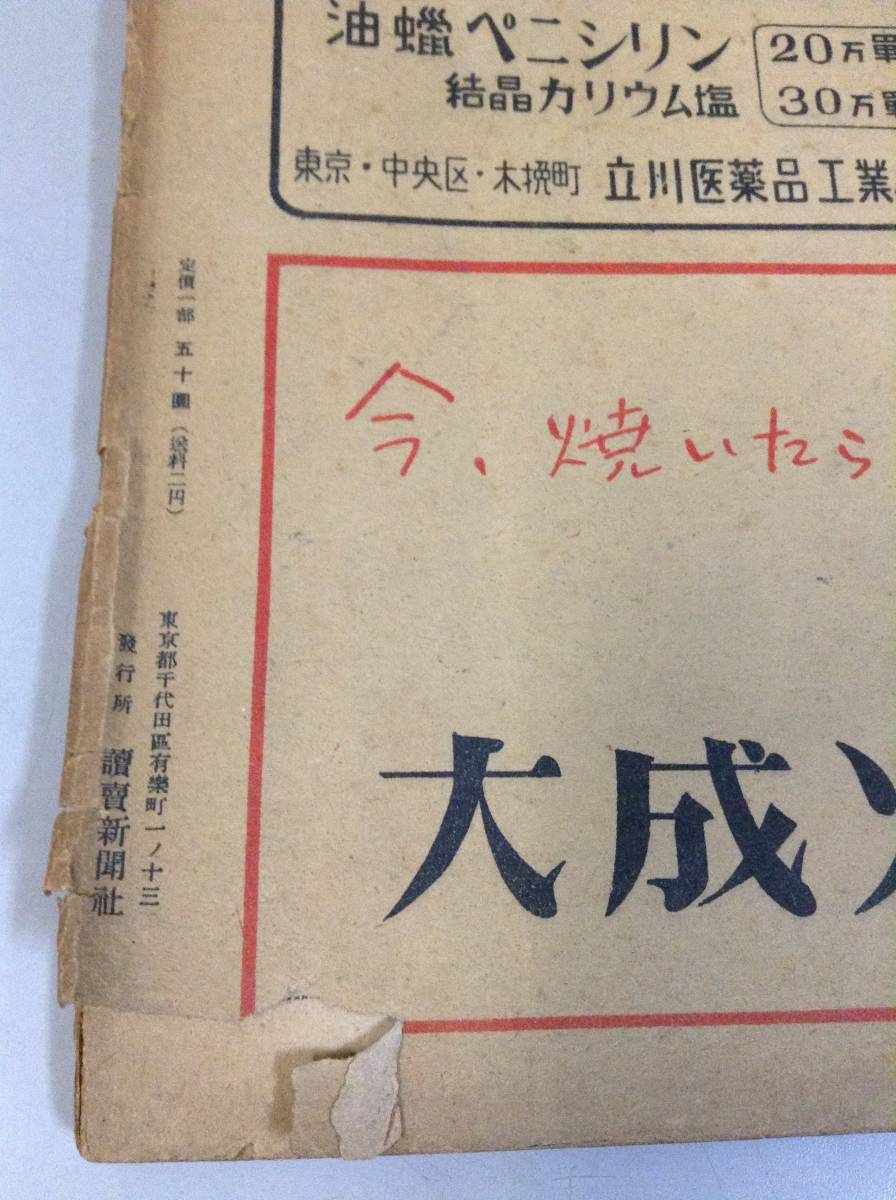 油蠟ペニシリン 20万單
結晶カリウム塩 30万單
東京・中央区・木挽町 立川医薬品工業
今、焼いたら
大成火
定價一部 五十圓（送料二円）
東京都千代田區有樂町一ノ十三
發行所 讀賣新聞社